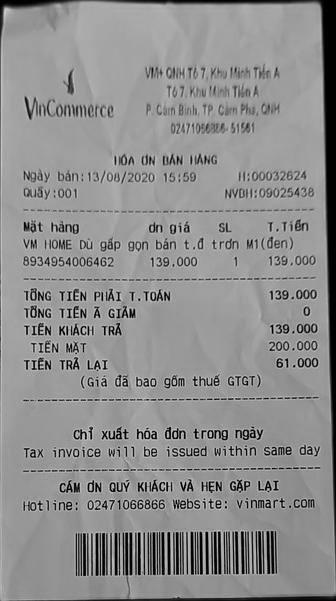 VinCommerce
VM+ QNH Tổ 7, Khu Minh Tiến A
Tổ 7, Khu Minh Tiến A
P. Cẩm Bình, TP. Cẩm Phả, QNH
02471066866-51561
HÓA ƠN BÁN HÀNG
Ngày bán:13/08/2020 15:59 H:00032624
Quầy:001 NVBH:09025438
Mặt hàng ơn giá SL T.Tiền
VM HOME Dù gấp gọn bán t.đ trơn M1(đen)
8934954006462 139.000 1 139.000
TỔNG TIỀN PHẢI T.TOÁN 139.000
TỔNG TIỀN Ã GIẢM 0
TIỀN KHÁCH TRẢ 139.000
TIỀN MẶT 200.000
TIỀN TRẢ LẠI 61.000
(Giá đã bao gồm thuế GTGT)
Chỉ xuất hóa đơn trong ngày
Tax invoice will be issued within same day
CẢM ƠN QUÝ KHÁCH VÀ HẸN GẶP LẠI
Hotline: 02471066866 Website: vinmart.com